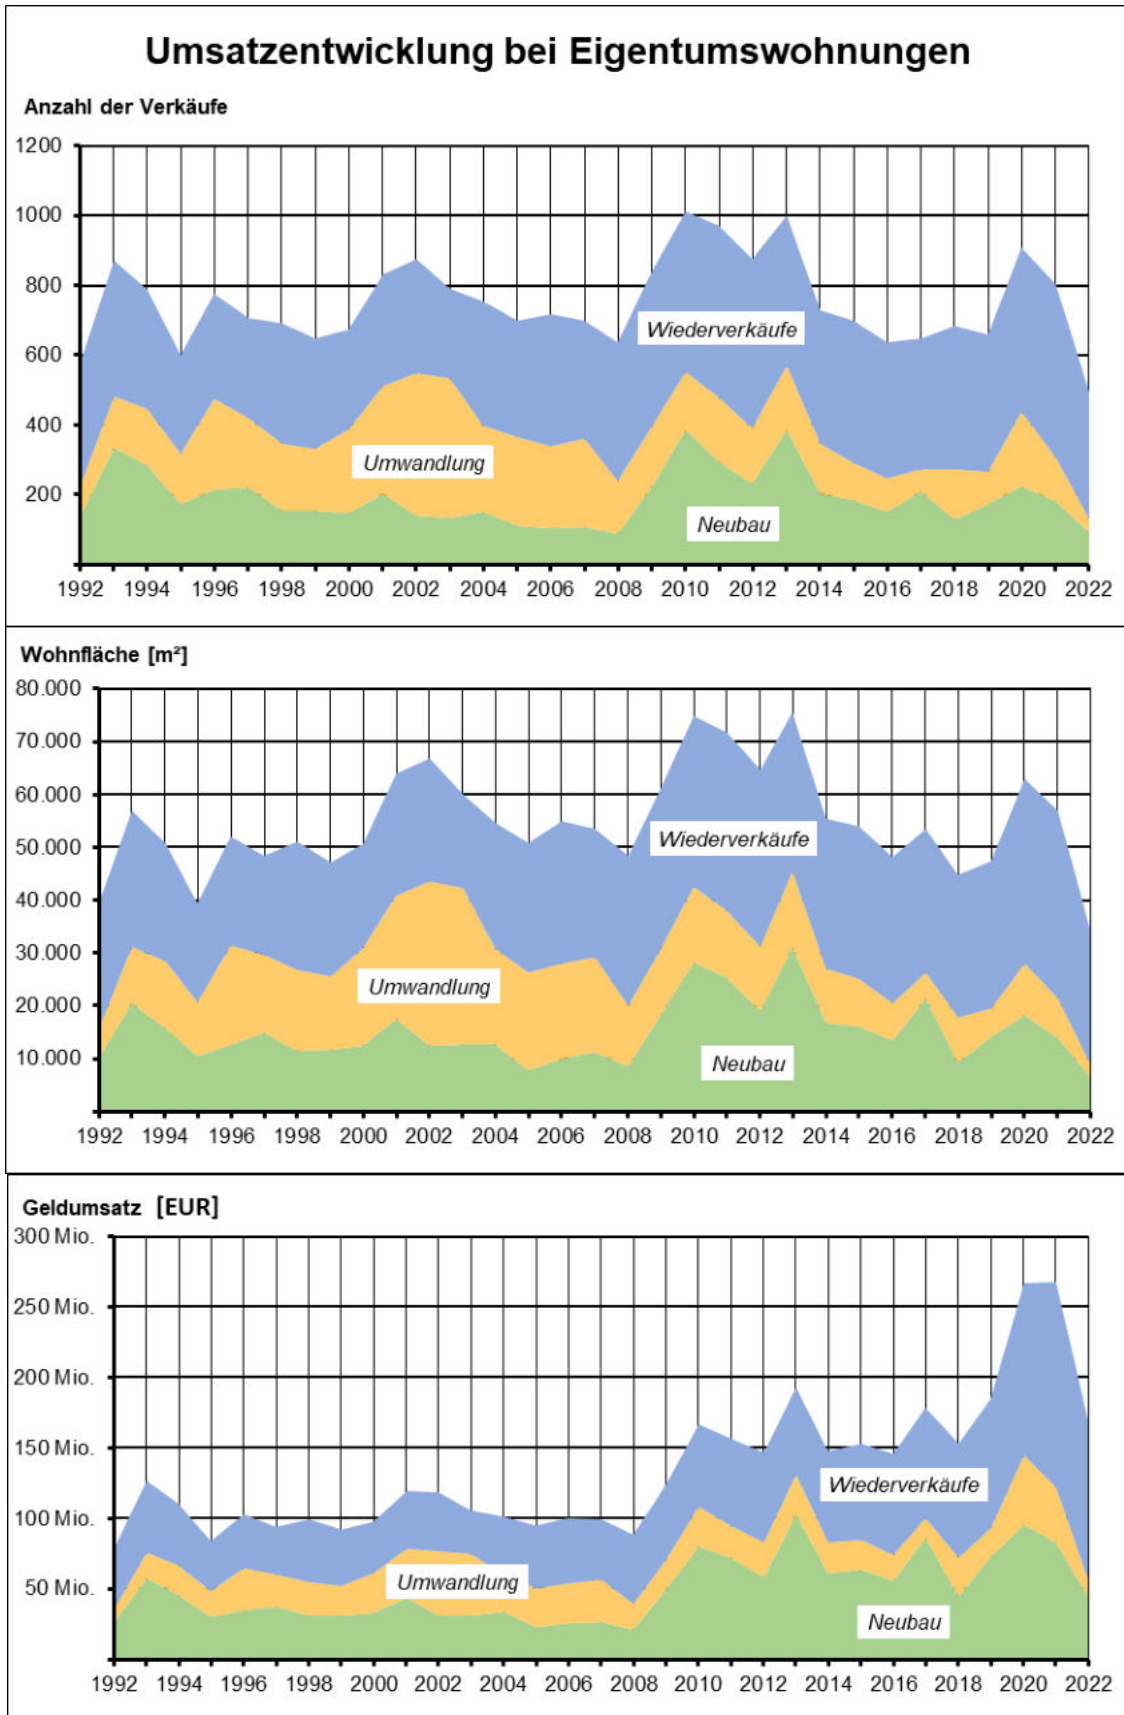 Umsatzentwicklung bei Eigentumswohnungen
Anzahl der Verkäufe
1200
1000
800
600
400
200
Wiederverkäufe
Umwandlung
Neubau
1992 1994 1996 1998 2000 2002 2004 2006 2008 2010 2012 2014 2016 2018 2020 2022
Wohnfläche [m²]
80.000
70.000
60.000
50.000
40.000
30.000
20.000
10.000
Wiederverkäufe
Umwandlung
Neubau
1992 1994 1996 1998 2000 2002 2004 2006 2008 2010 2012 2014 2016 2018 2020 2022
Geldumsatz [EUR]
300 Mio.
250 Mio.
200 Mio.
150 Mio.
100 Mio.
50 Mio.
Wiederverkäufe
Umwandlung
Neubau
1992 1994 1996 1998 2000 2002 2004 2006 2008 2010 2012 2014 2016 2018 2020 2022